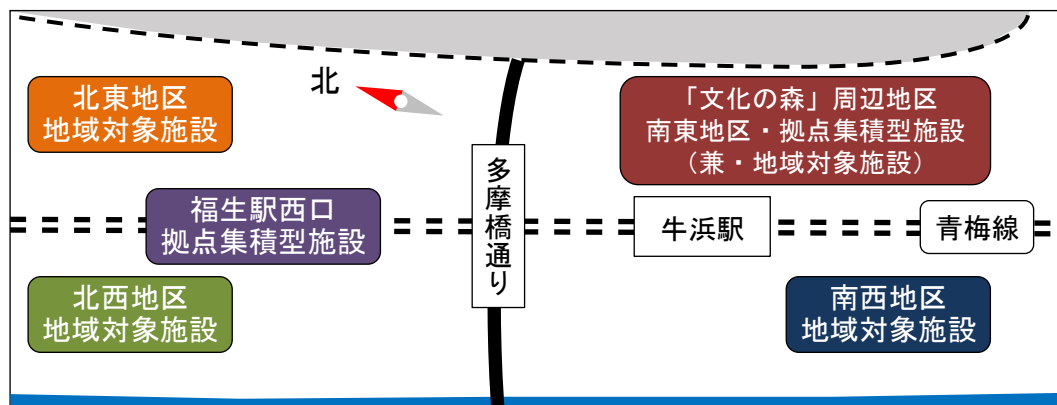 北
北東地区
地域対象施設
「文化の森」周辺地区
南東地区・拠点集積型施設
（兼・地域対象施設）
福生駅西口
拠点集積型施設
多摩橋通り
牛浜駅
青梅線
北西地区
地域対象施設
南西地区
地域対象施設